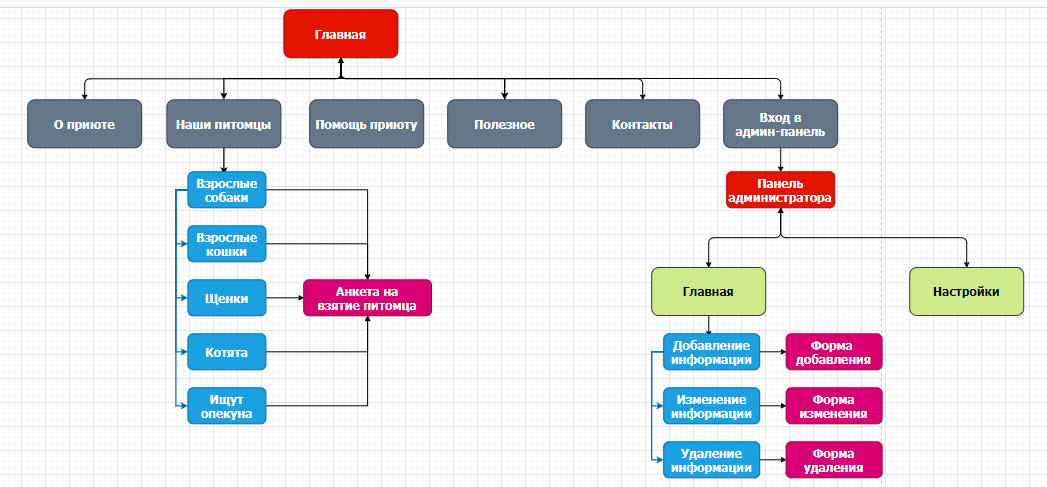 Главная
О приюте
Наши питомцы
Помощь приюту
Полезное
Контакты
Вход в
админ-панель
Взрослые
собаки
Взрослые
кошки
Щенки
Котята
Ищут
опекуна
Анкета на
взятие питомца
Панель
администратора
Главная
Настройки
Добавление
информации
Форма
добавления
Изменение
информации
Форма
изменения
Удаление
информации
Форма
удаления